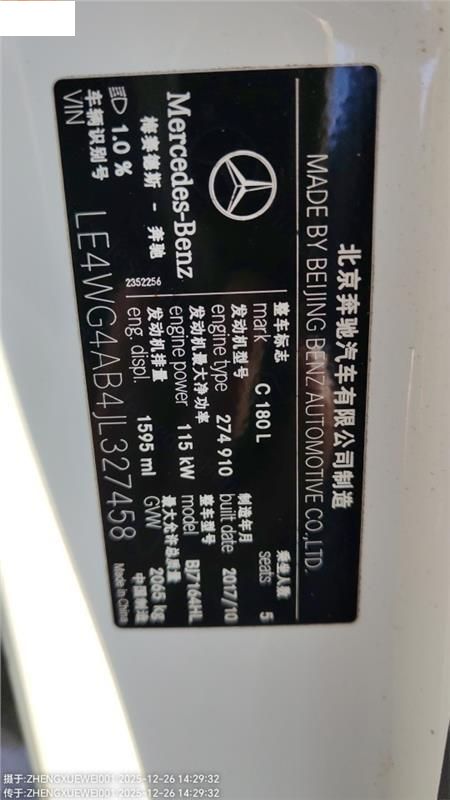 北京奔驰汽车有限公司制造
MADE BY BEIJING BENZ AUTOMOTIVE CO.,LTD.
Mercedes-Benz
梅赛德斯 - 奔驰
2352256
整车标志
mark C 180 L
乘坐人数
seats 5
发动机型号
engine type 274 910
制造年月
built date 2017/10
发动机最大净功率
engine power 115 kW
整车型号
model BJ7164HL
发动机排量
eng. displ. 1595 ml
最大允许总质量
GVW 2065 kg
1.0 %
车辆识别号
VIN LE4WG4AB4JL327458
中国制造
Made in China
摄于:ZHENGXUEWEI001 2025-12-26 14:29:32
传于:ZHENGXUEWEI001 2025-12-26 14:29:32